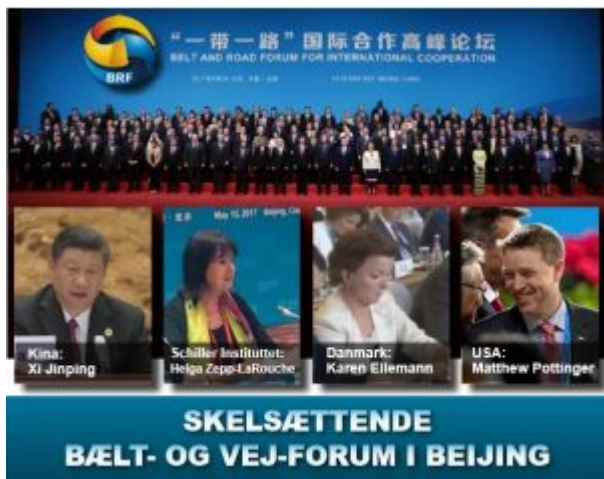 "一带一路"国际合作高峰论坛
BELT AND ROAD FORUM FOR INTERNATIONAL COOPERATION
BRF
May 15, 2017
Kina:
Xi Jinping
Schiller Instituttet:
Helga Zepp-LaRouche
Danmark:
Karen Ellemann
USA:
Matthew Pottinger
SKELSÆTTENDE
BÆLT- OG VEJ-FORUM I BEIJING